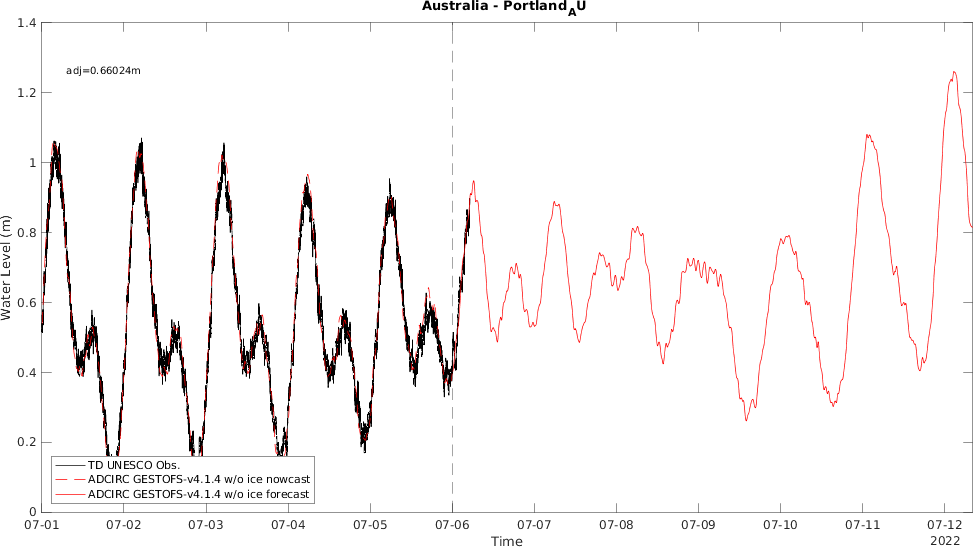 Australia - Portland_AU
1.4
1.2
1
0.8
0.6
0.4
0.2
0
Water Level (m)
adj=0.66024m
TD UNESCO Obs.
ADCIRC GESTOFS-v4.1.4 w/o ice nowcast
ADCIRC GESTOFS-v4.1.4 w/o ice forecast
07-01 07-02 07-03 07-04 07-05 07-06 07-07 07-08 07-09 07-10 07-11 07-12
Time
2022